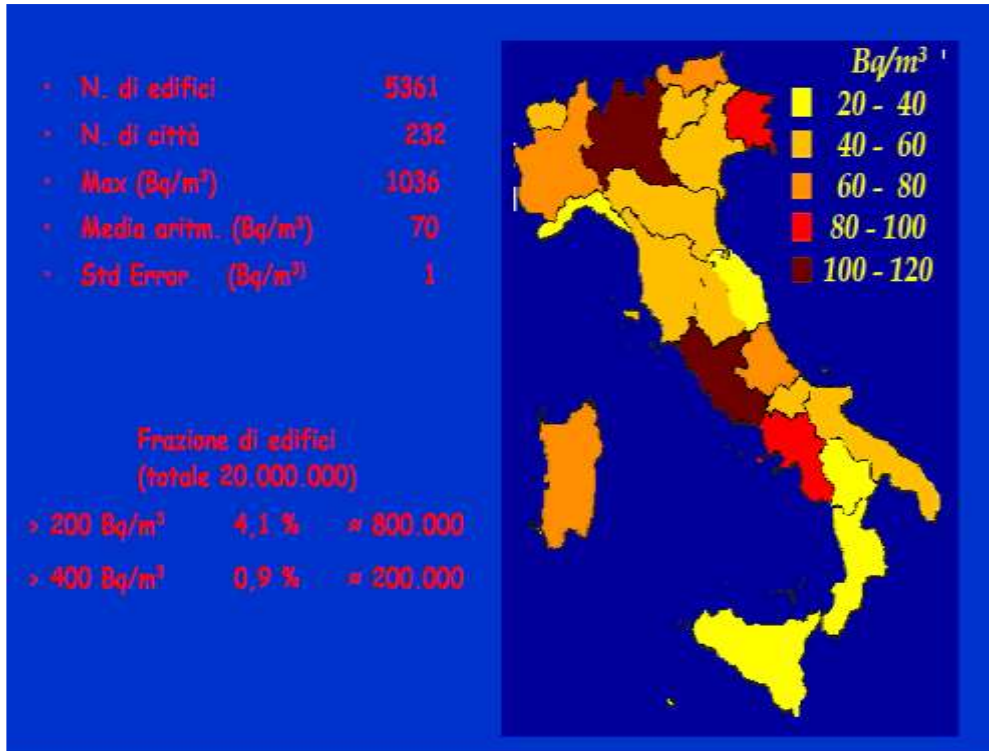 · N. di edifici 5361
· N. di città 232
· Max (Bq/m³) 1036
· Media aritm. (Bq/m³) 70
· Std Error (Bq/m³) 1
Frazione di edifici
(totale 20.000.000)
> 200 Bq/m³ 4,1 % ≈ 800.000
> 400 Bq/m³ 0,9 % ≈ 200.000
Bq/m³
20 - 40
40 - 60
60 - 80
80 - 100
100 - 120